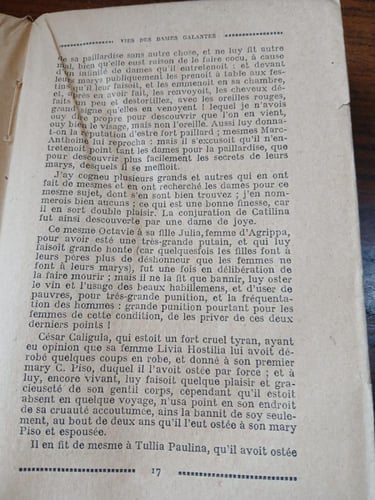 VIES DES DAMES GALANTES
de sa paillardise sans autre chose, et ne luy fit autre
mal, bien qu'elle eust raison de le faire cocu, à cause
d'un infinité de dames qu'il entretenoit : et devant
leurs marys publiquement les prenoit à table aux fes-
tins qu'il leur faisoit, et les emmenoit en sa chambre,
et, après en avoir fait, les renvoyoit, les cheveux dé-
faits un peu et destortillez, avec les oreilles rouges,
grand signe qu'elles en venoyent ! lequel je n'avois
ouy dire propre pour descouvrir que l'on en vient,
ouy bien le visage, mais non l'oreille. Aussi luy donna-
t-on la réputation d'estre fort paillard ; mesmes Marc-
Anthoine luy reprocha : mais il s'excusoit qu'il n'en-
tretenoit point tant les dames pour la paillardise, que
pour descouvrir plus facilement les secrets de leurs
marys, desquels il se meffioit.
J'ay cogneu plusieurs grands et autres qui en ont
fait de mesmes et en ont recherché les dames pour ce
mesme sujet, dont s'en sont bien trouvez ; j'en nom-
merois bien aucuns ; ce qui est une bonne finesse, car
il en sort double plaisir. La conjuration de Catilina
fut ainsi descouverte par une dame de joye.
Ce mesme Octavie à sa fille Julia, femme d'Agrippa,
pour avoir esté une très-grande putain, et qui luy
faisoit grande honte (car quelquesfois les filles font à
leurs pères plus de déshonneur que les femmes ne
font à leurs marys), fut une fois en délibération de
la faire mourir ; mais il ne la fit que bannir, luy oster
le vin et l'usage des beaux habillemens, et d'user de
pauvres, pour très-grande punition, et la fréquenta-
tion des hommes : grande punition pourtant pour les
femmes de cette condition, de les priver de ces deux
derniers points !
César Caligula, qui estoit un fort cruel tyran, ayant
eu opinion que sa femme Livia Hostilia luy avoit dé-
robé quelques coups en robe, et donné à son premier
mary C. Piso, duquel il l'avoit ostée par force ; et à
luy, encore vivant, luy faisoit quelque plaisir et gra-
cieuseté de son gentil corps, cependant qu'il estoit
absent en quelque voyage, n'usa point en son endroit
de sa cruauté accoutumée, ains la bannit de soy seule-
ment, au bout de deux ans qu'il l'eut ostée à son mary
Piso et espousée.
Il en fit de mesme à Tullia Paulina, qu'il avoit ostée
17